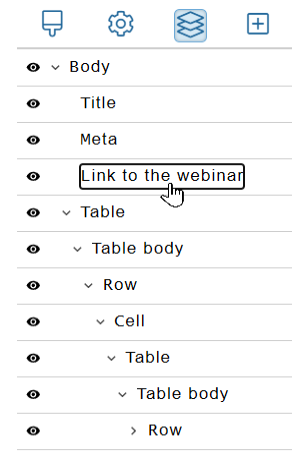 Body
Title
Meta
Link to the webinar
Table
Table body
Row
Cell
Table
Table body
Row